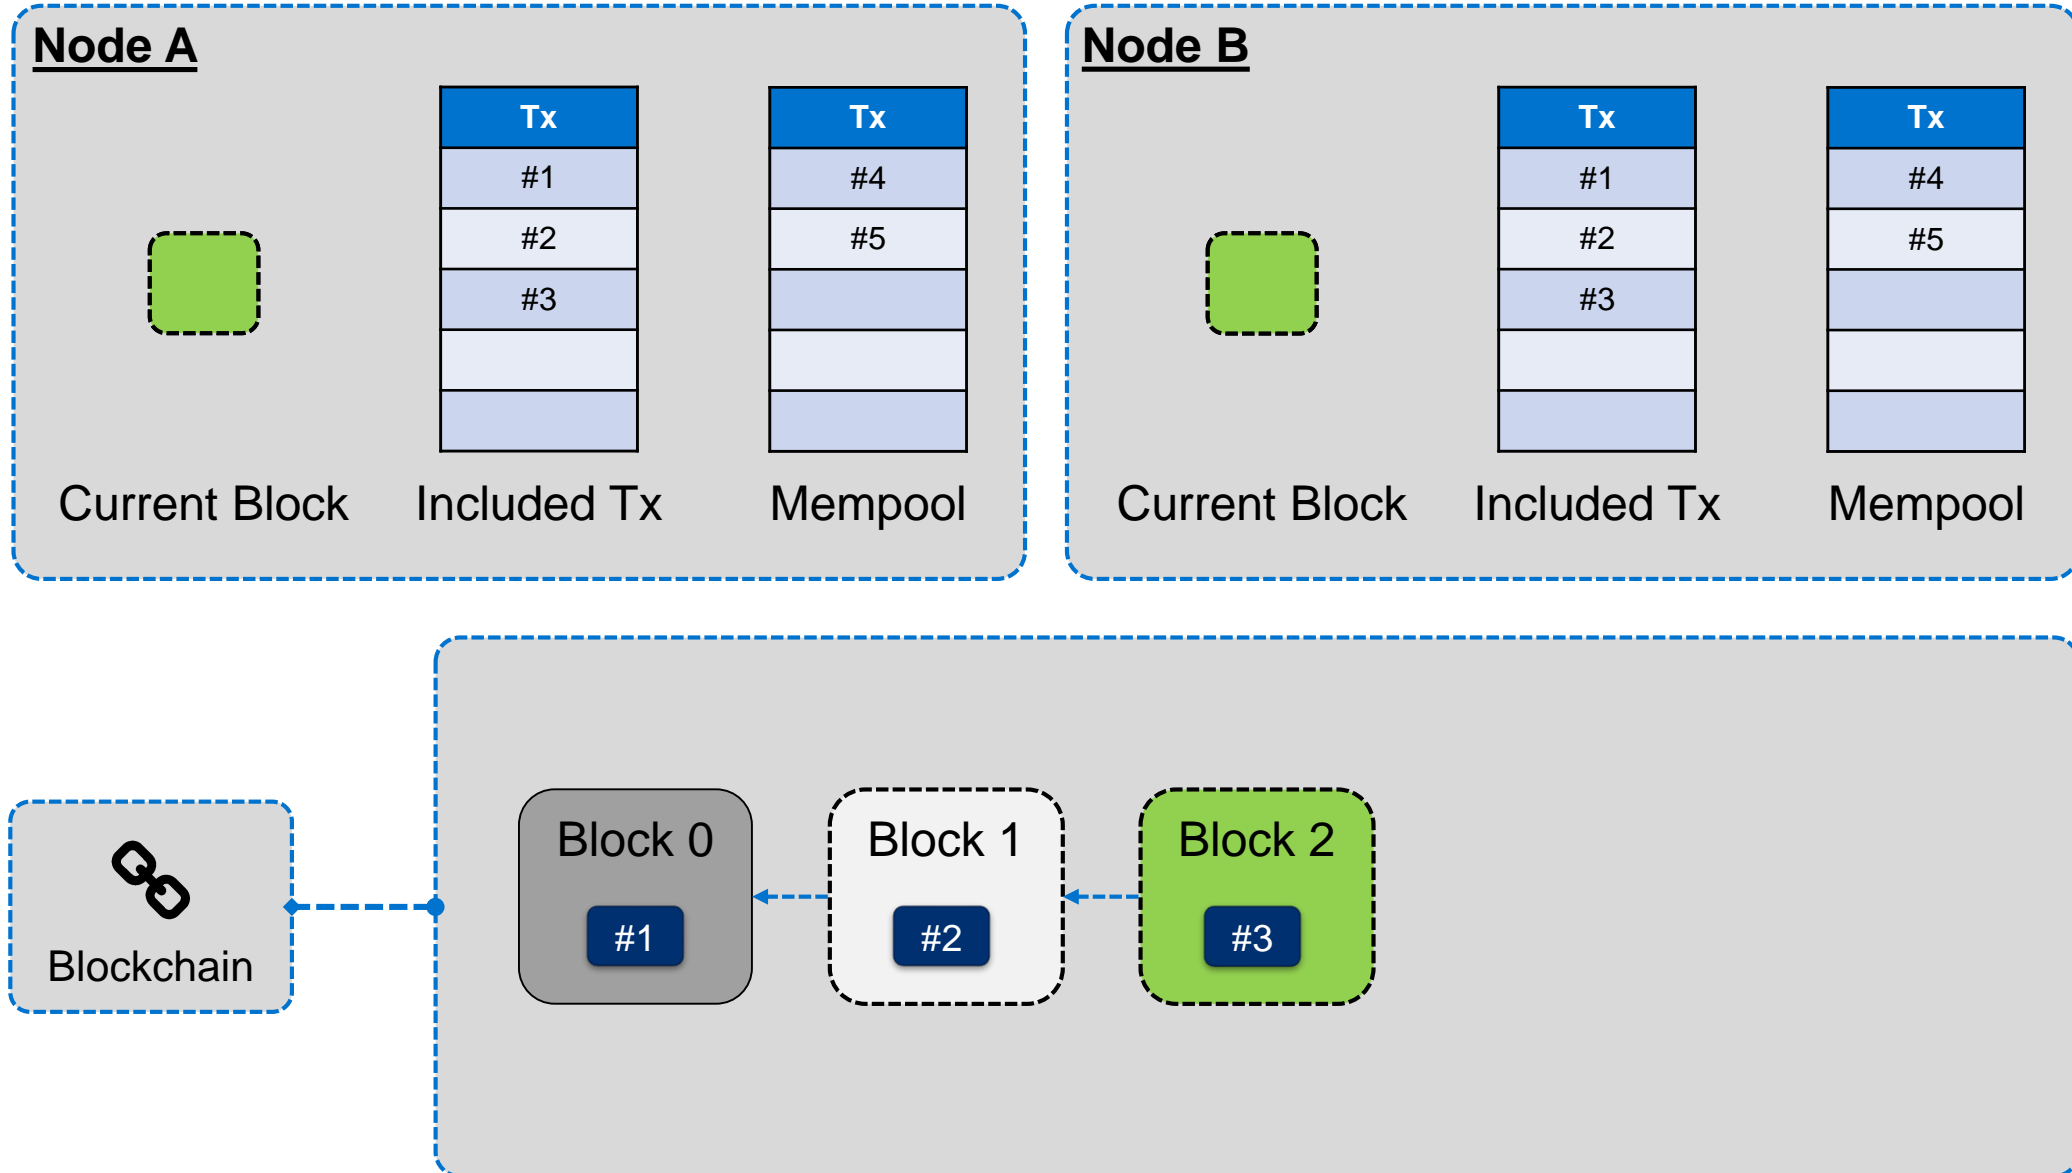 Node A
Tx
#1
#2
#3
Tx
#4
#5
Current Block
Included Tx
Mempool
Node B
Tx
#1
#2
#3
Tx
#4
#5
Current Block
Included Tx
Mempool
Blockchain
Block 0
#1
Block 1
#2
Block 2
#3